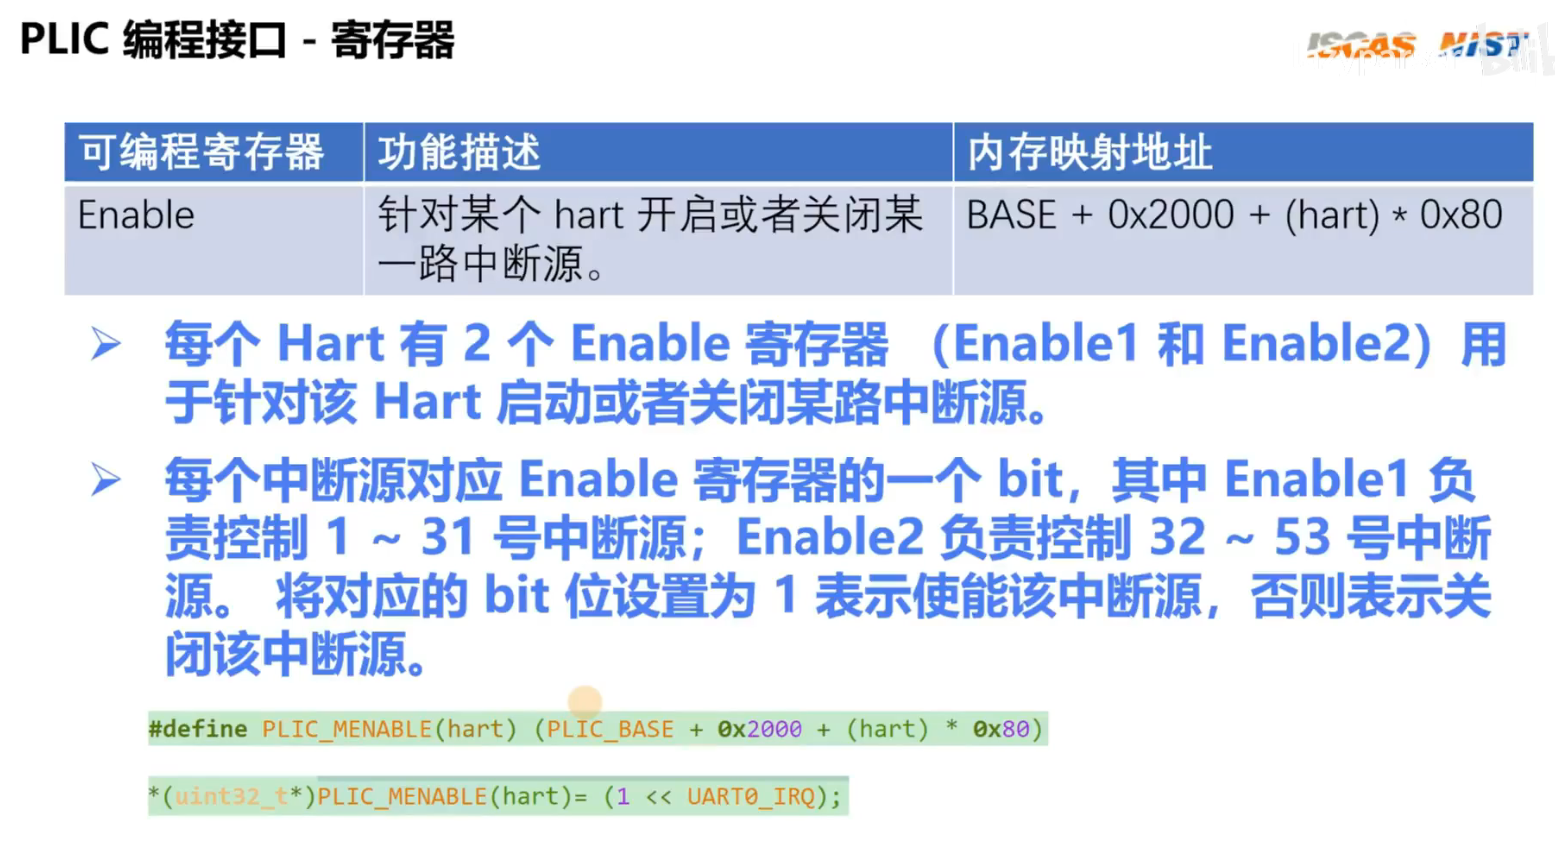 PLIC 编程接口 - 寄存器
ISCAS MIST
可编程寄存器 功能描述 内存映射地址
Enable 针对某个 hart 开启或者关闭某 BASE + 0x2000 + (hart) * 0x80
一路中断源。
➢ 每个 Hart 有 2 个 Enable 寄存器 （Enable1 和 Enable2）用
于针对该 Hart 启动或者关闭某路中断源。
➢ 每个中断源对应 Enable 寄存器的一个 bit，其中 Enable1 负
责控制 1 ~ 31 号中断源；Enable2 负责控制 32 ~ 53 号中断
源。 将对应的 bit 位设置为 1 表示使能该中断源，否则表示关
闭该中断源。
#define PLIC_MENABLE(hart) (PLIC_BASE + 0x2000 + (hart) * 0x80)
*(uint32_t*)PLIC_MENABLE(hart)= (1 << UART0_IRQ);